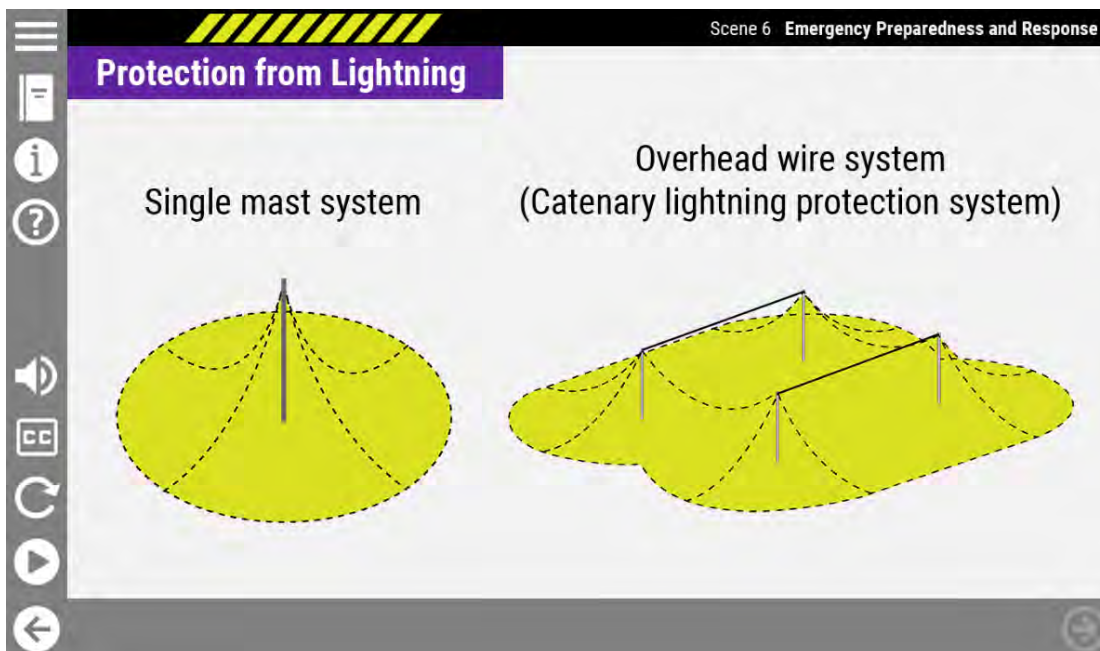 Scene 6 Emergency Preparedness and Response
Protection from Lightning
Single mast system
Overhead wire system
(Catenary lightning protection system)
i
?
CC